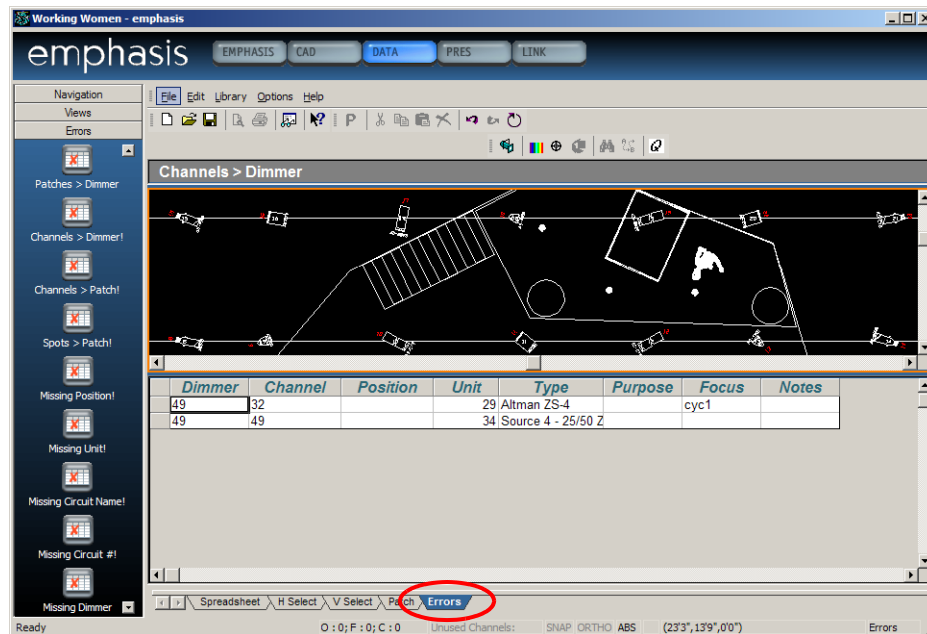 Working Women - emphasis
emphasis
EMPHASIS CAD DATA PRES LINK
Navigation
Views
Errors
Patches > Dimmer
Channels > Dimmer!
Channels > Patch!
Spots > Patch!
Missing Position!
Missing Unit!
Missing Circuit Name!
Missing Circuit #!
Missing Dimmer
File Edit Library Options Help
P
Channels > Dimmer
Dimmer Channel Position Unit Type Purpose Focus Notes
49 32 29 Altman ZS-4 cyc1
49 49 34 Source 4 - 25/50 Z
Spreadsheet H Select V Select Patch Errors
Ready O : 0; F : 0; C : 0 Unused Channels: SNAP ORTHO ABS (23'3", 13'9", 0'0") Errors